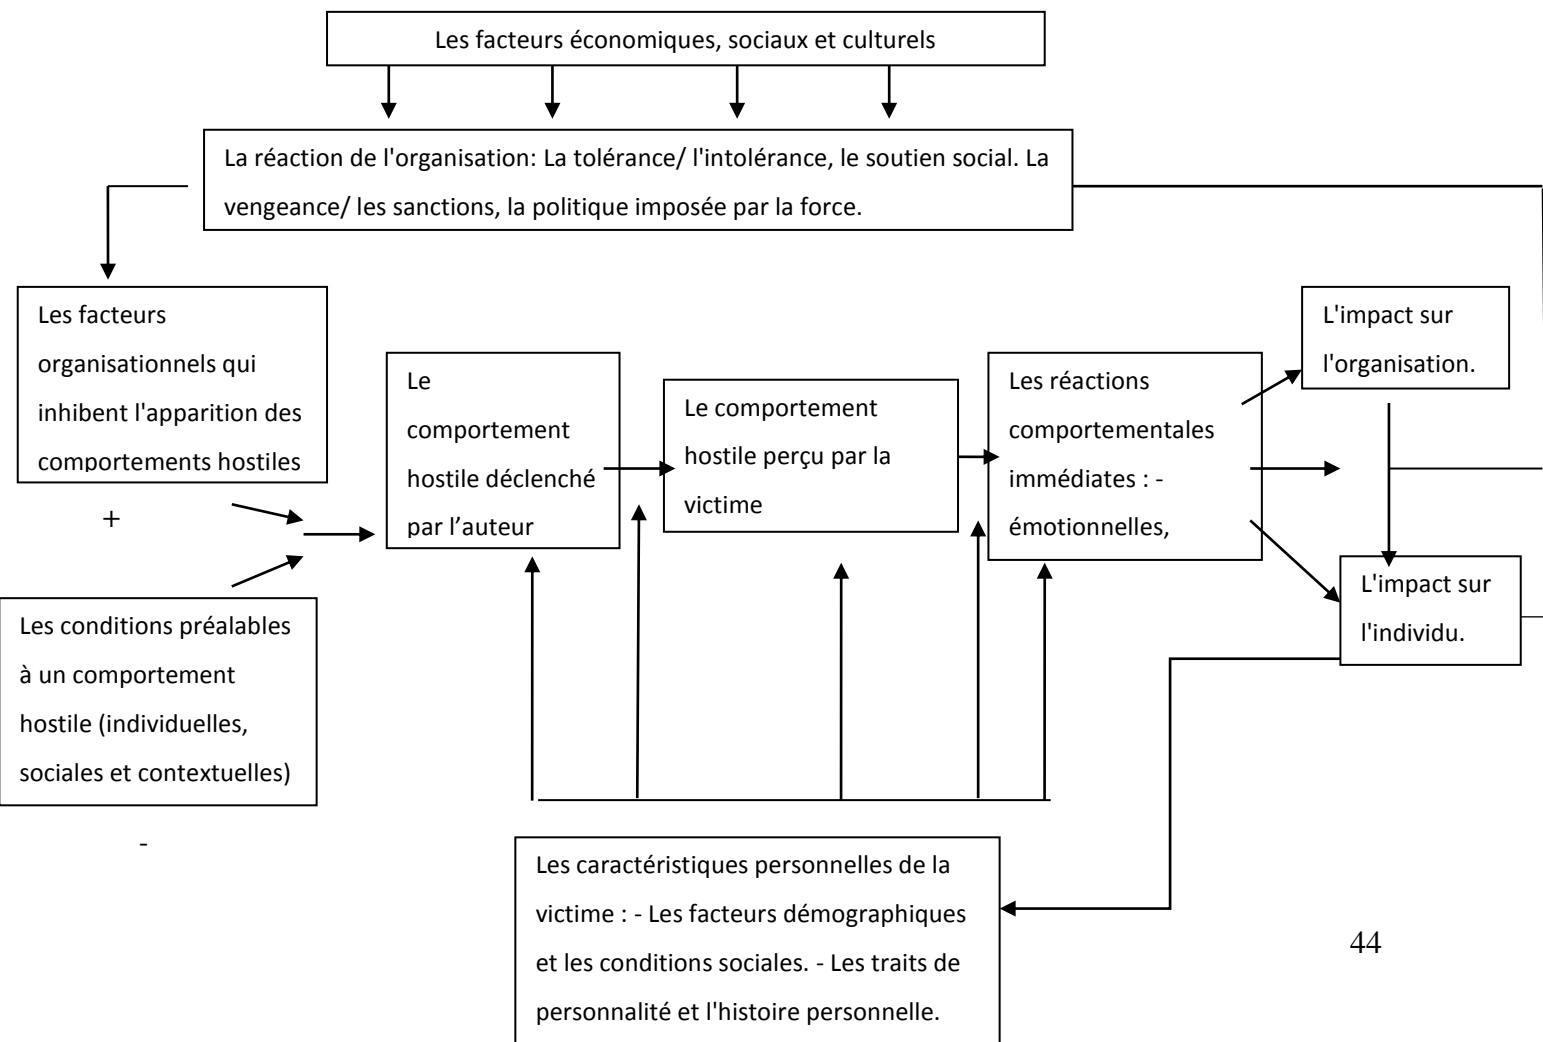 Les facteurs économiques, sociaux et culturels
La réaction de l'organisation: La tolérance/ l'intolérance, le soutien social. La
vengeance/ les sanctions, la politique imposée par la force.
Les facteurs
organisationnels qui
inhibent l'apparition des
comportements hostiles
+
Les conditions préalables
à un comportement
hostile (individuelles,
sociales et contextuelles)
-
Le
comportement
hostile déclenché
par l’auteur
Le comportement
hostile perçu par la
victime
Les réactions
comportementales
immédiates : -
émotionnelles,
L'impact sur
l'organisation.
L'impact sur
l'individu.
Les caractéristiques personnelles de la
victime : - Les facteurs démographiques
et les conditions sociales. - Les traits de
personnalité et l'histoire personnelle.
44